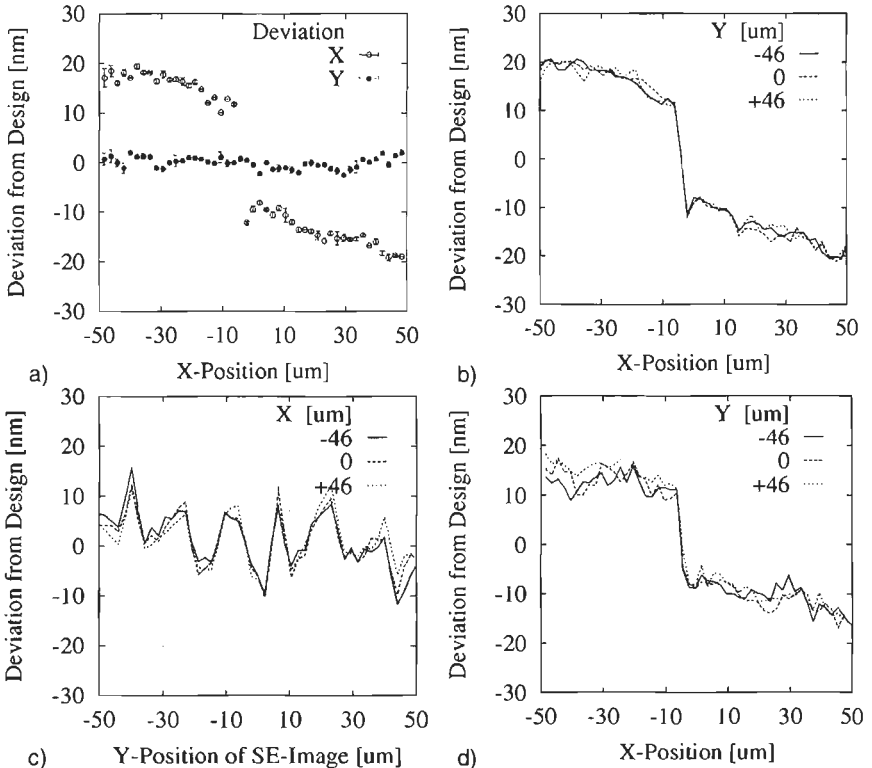 Deviation from Design [nm]
30
20
10
0
-10
-20
-30
Deviation
X
Y
-50 -30 -10 10 30 50
X-Position [um]
a)
Deviation from Design [nm]
30
20
10
0
-10
-20
-30
Y [um]
-46
0
+46
-50 -30 -10 10 30 50
X-Position [um]
b)
Deviation from Design [nm]
30
20
10
0
-10
-20
-30
X [um]
-46
0
+46
-50 -30 -10 10 30 50
Y-Position of SE-Image [um]
c)
Deviation from Design [nm]
30
20
10
0
-10
-20
-30
Y [um]
-46
0
+46
-50 -30 -10 10 30 50
X-Position [um]
d)